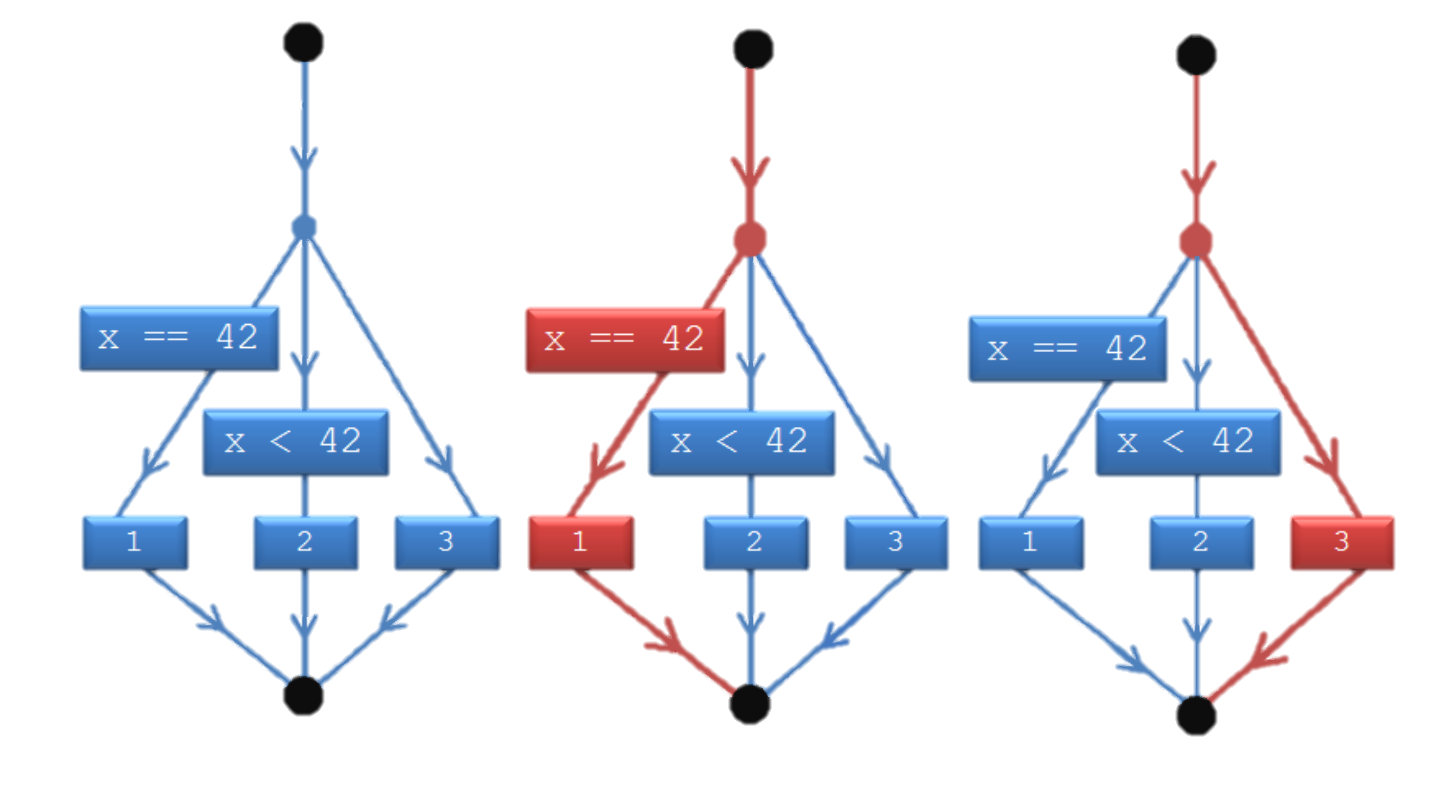 x == 42
x < 42
1 2 3
x == 42
x < 42
1 2 3
x == 42
x < 42
1 2 3